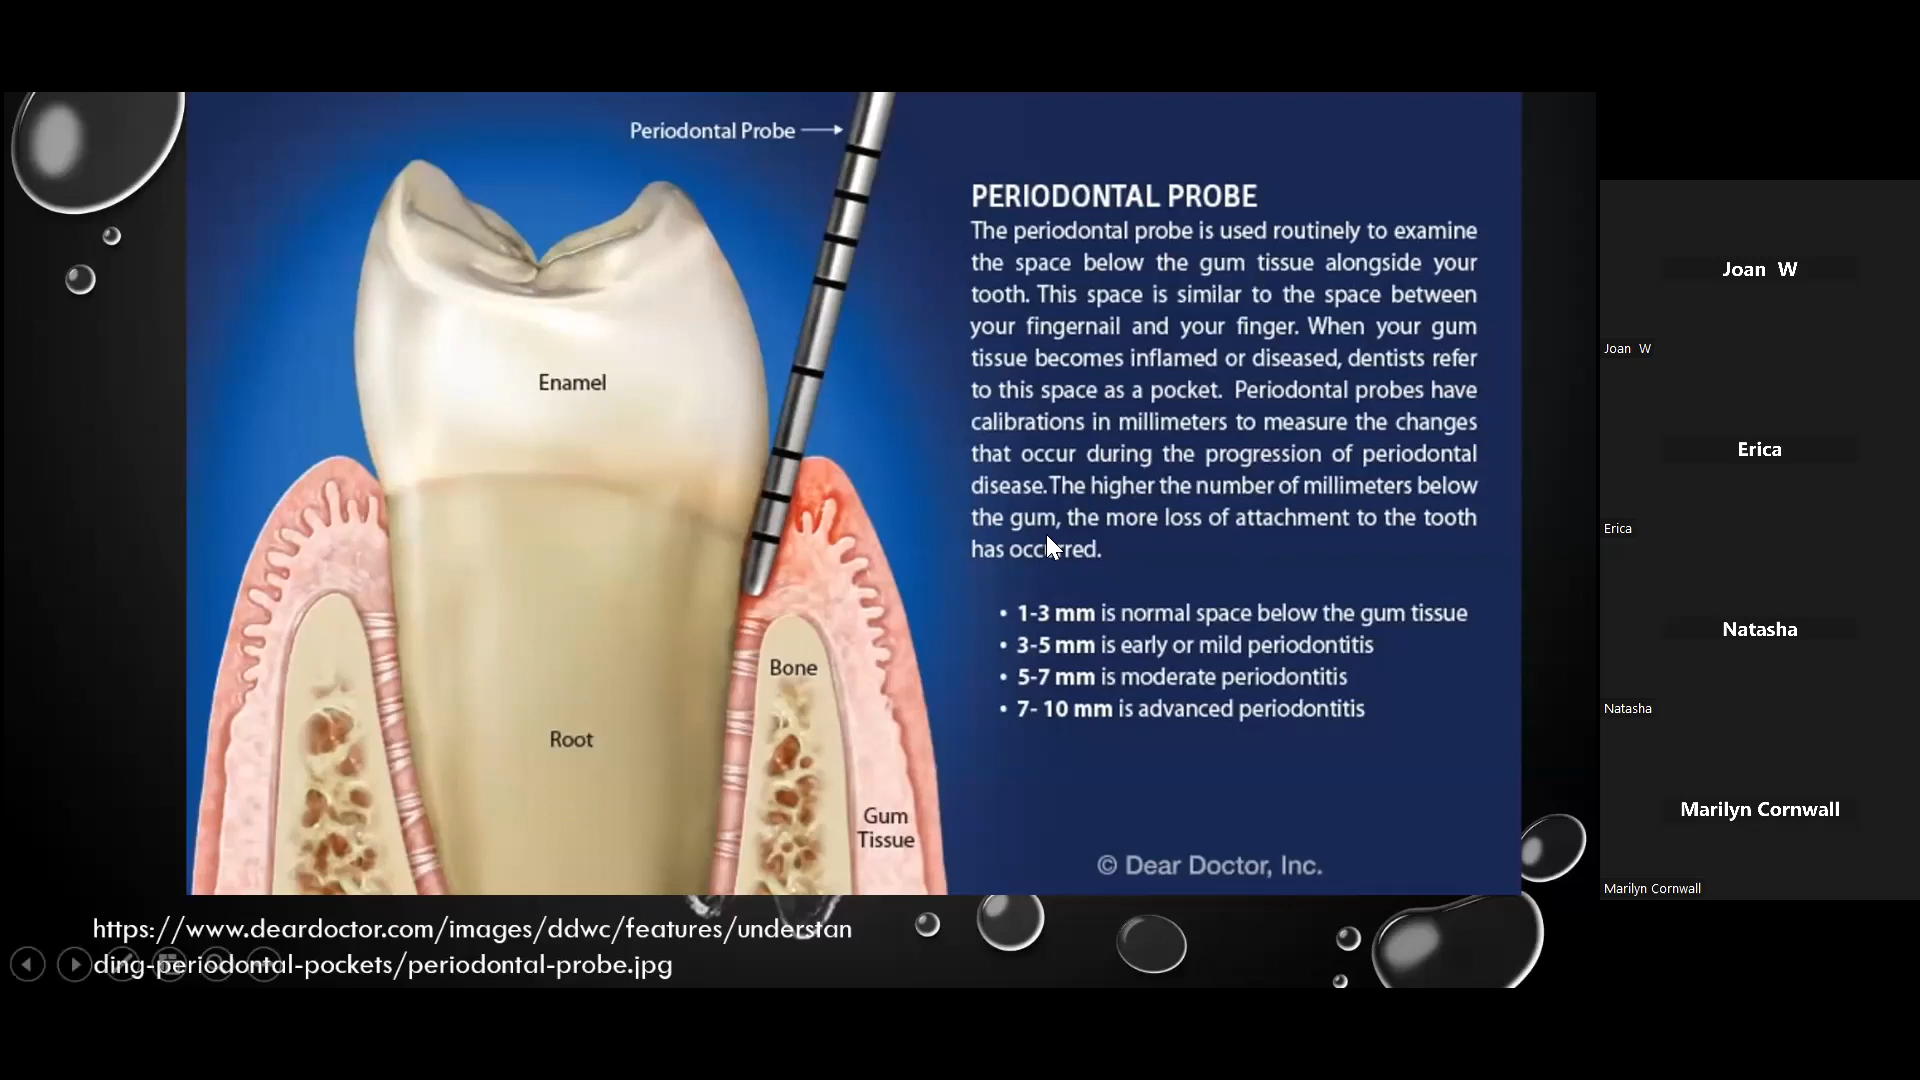 Periodontal Probe
PERIODONTAL PROBE
The periodontal probe is used routinely to examine
the space below the gum tissue alongside your
tooth. This space is similar to the space between
your fingernail and your finger. When your gum
tissue becomes inflamed or diseased, dentists refer
to this space as a pocket. Periodontal probes have
calibrations in millimeters to measure the changes
that occur during the progression of periodontal
disease.The higher the number of millimeters below
the gum, the more loss of attachment to the tooth
has occurred.
• 1-3 mm is normal space below the gum tissue
• 3-5 mm is early or mild periodontitis
• 5-7 mm is moderate periodontitis
• 7- 10 mm is advanced periodontitis
Enamel
Bone
Root
Gum
Tissue
© Dear Doctor, Inc.
https://www.deardoctor.com/images/ddwc/features/understan
ding-periodontal-pockets/periodontal-probe.jpg
Joan W
Joan W
Erica
Erica
Natasha
Natasha
Marilyn Cornwall
Marilyn Cornwall